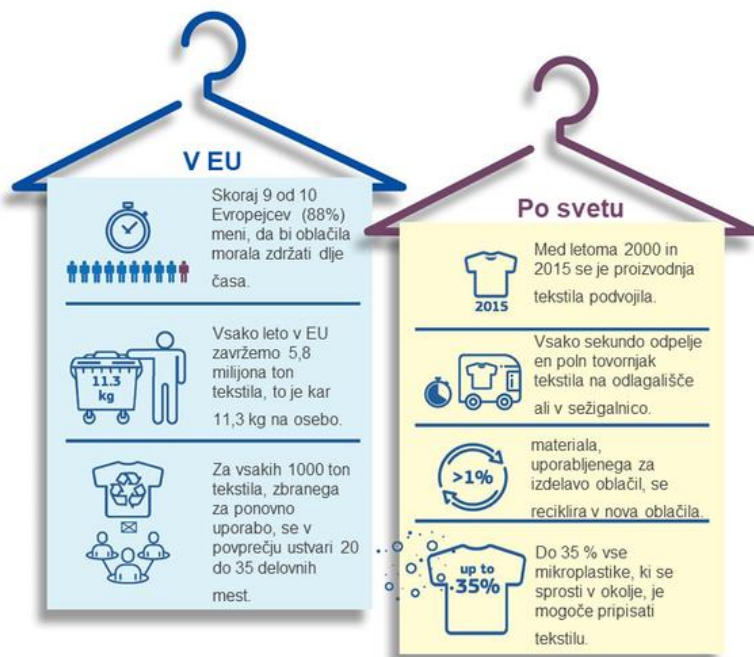 V EU
Skoraj 9 od 10
Evropejcev (88%)
meni, da bi oblačila
morala zdržati dlje
časa.
11.3
kg
Vsako leto v EU
zavržemo 5,8
milijona ton
tekstila, to je kar
11,3 kg na osebo.
Za vsakih 1000 ton
tekstila, zbranega
za ponovno
uporabo, se v
povprečju ustvari 20
do 35 delovnih
mest.
Po svetu
2015
Med letoma 2000 in
2015 se je proizvodnja
tekstila podvojila.
Vsako sekundo odpelje
en poln tovornjak
tekstila na odlagališče
ali v sežigalnico.
>1%
materiala,
uporabljenega za
izdelavo oblačil, se
reciklira v nova oblačila.
up to
35%
Do 35 % vse
mikroplastike, ki se
sprosti v okolje, je
mogoče pripisati
tekstilu.